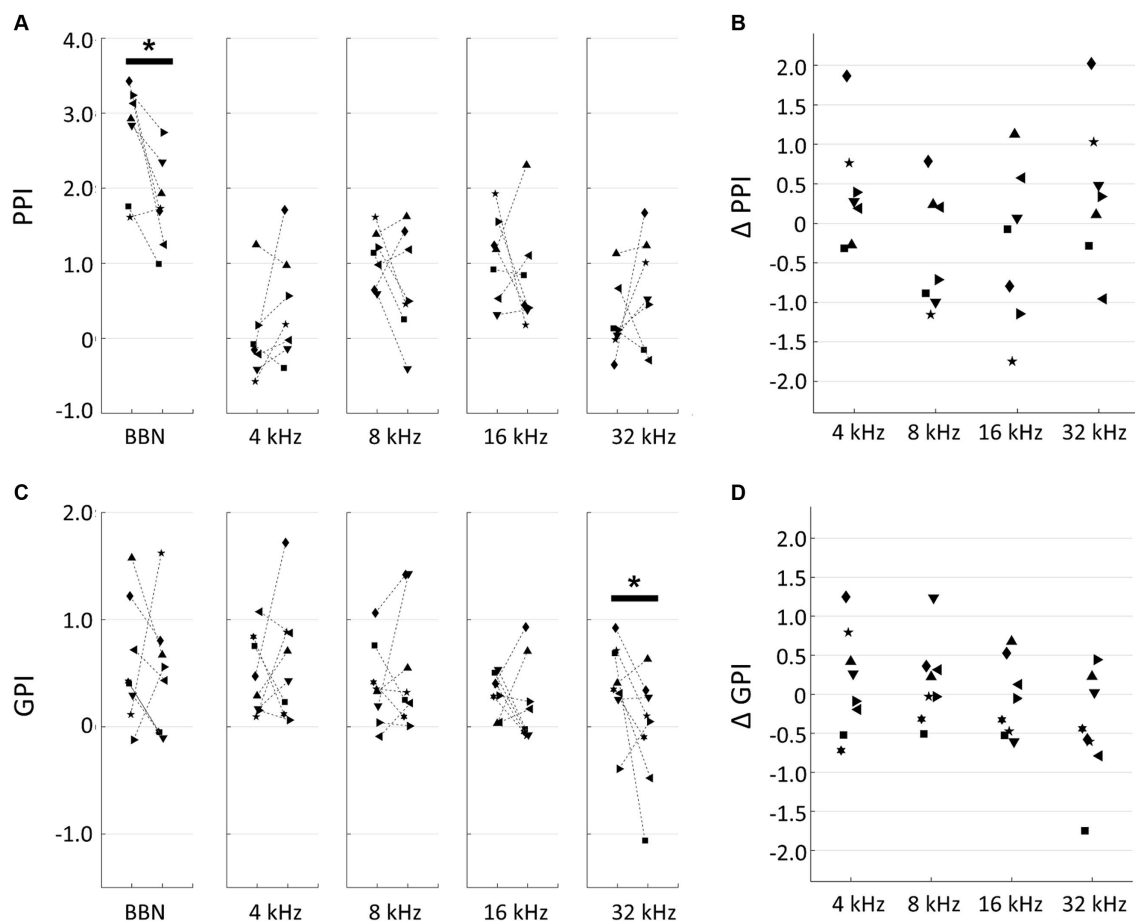 A
B
4.0
*
3.0
2.0
1.0
0
-1.0
PPI
BBN
4 kHz
8 kHz
16 kHz
32 kHz
2.0
1.5
1.0
0.5
0
-0.5
-1.0
-1.5
-2.0
Δ PPI
4 kHz
8 kHz
16 kHz
32 kHz
C
D
2.0
1.0
0
-1.0
GPI
*
BBN
4 kHz
8 kHz
16 kHz
32 kHz
2.0
1.5
1.0
0.5
0
-0.5
-1.0
-1.5
-2.0
Δ GPI
4 kHz
8 kHz
16 kHz
32 kHz